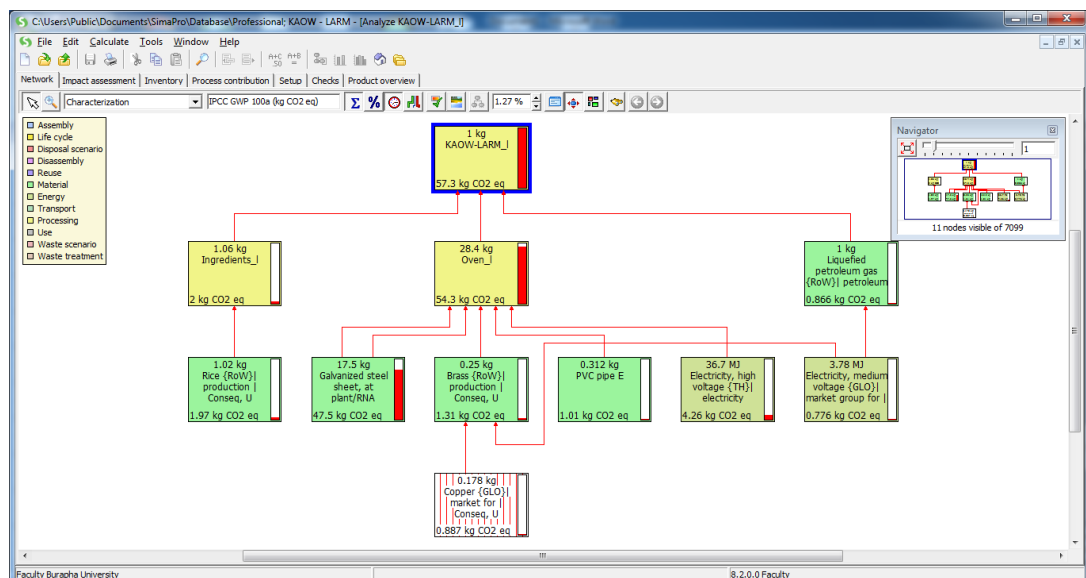 C:\Users\Public\Documents\SimaPro\Database\Professional; KAOW - LARM - [Analyze KAOW-LARM_l]
File Edit Calculate Tools Window Help
Network Impact assessment Inventory Process contribution Setup Checks Product overview
Characterization IPCC GWP 100a (kg CO2 eq) Σ % 1.27 %
Assembly
Life cycle
Disposal scenario
Disassembly
Reuse
Material
Energy
Transport
Processing
Use
Waste scenario
Waste treatment
1 kg
KAOW-LARM_l
57.3 kg CO2 eq
Navigator
1
11 nodes visible of 7099
1.06 kg
Ingredients_l
2 kg CO2 eq
28.4 kg
Oven_l
54.3 kg CO2 eq
1 kg
Liquefied
petroleum gas
{RoW}| petroleum
0.866 kg CO2 eq
1.02 kg
Rice {RoW}|
production |
Conseq, U
1.97 kg CO2 eq
17.5 kg
Galvanized steel
sheet, at
plant/RNA
47.5 kg CO2 eq
0.25 kg
Brass {RoW}|
production |
Conseq, U
1.31 kg CO2 eq
0.312 kg
PVC pipe E
1.01 kg CO2 eq
36.7 MJ
Electricity, high
voltage {TH}|
electricity
4.26 kg CO2 eq
3.78 MJ
Electricity, medium
voltage {GLO}|
market group for |
0.776 kg CO2 eq
0.178 kg
Copper {GLO}|
market for |
Conseq, U
0.887 kg CO2 eq
Faculty Burapha University
8.2.0.0 Faculty